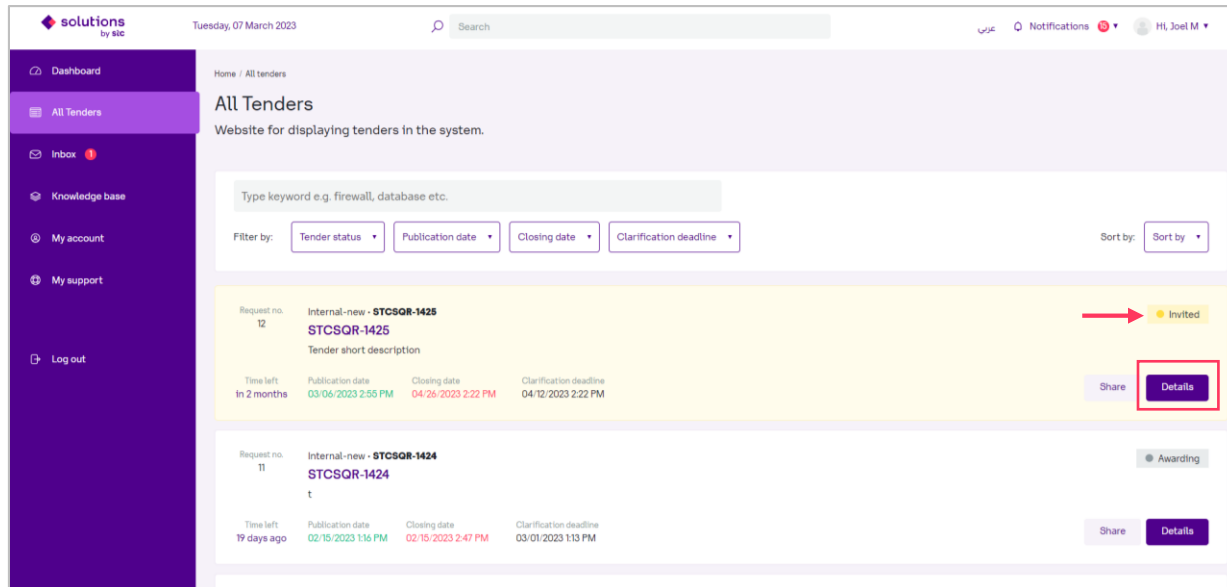 solutions
by stc
Tuesday, 07 March 2023
Search
عربي
Notifications 15
Hi, Joel M
Dashboard
All Tenders
Inbox 1
Knowledge base
My account
My support
Log out
Home / All tenders
All Tenders
Website for displaying tenders in the system.
Type keyword e.g. firewall, database etc.
Filter by: Tender status Publication date Closing date Clarification deadline Sort by: Sort by
Request no.
12
Internal-new • STCSQR-1425
STCSQR-1425
Tender short description
Invited
Time left Publication date Closing date Clarification deadline
in 2 months 03/06/2023 2:55 PM 04/26/2023 2:22 PM 04/12/2023 2:22 PM
Share Details
Request no.
11
Internal-new • STCSQR-1424
STCSQR-1424
t
Awarding
Time left Publication date Closing date Clarification deadline
19 days ago 02/15/2023 1:16 PM 02/15/2023 2:47 PM 03/01/2023 1:13 PM
Share Details